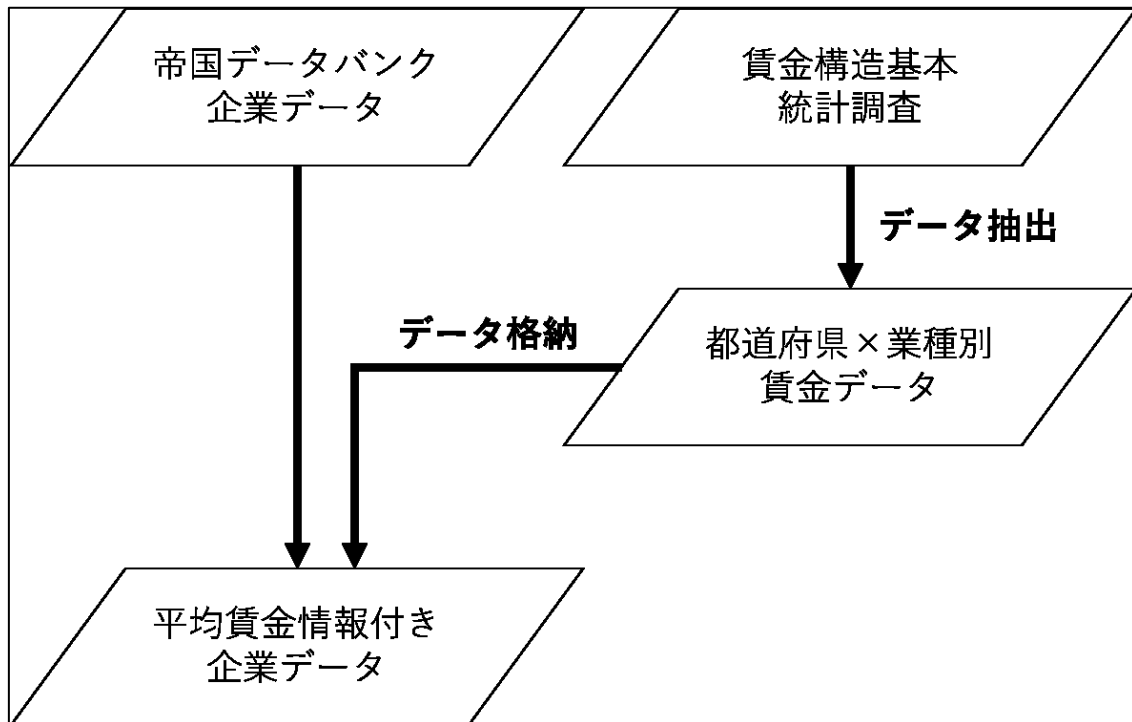 帝国データバンク
企業データ
賃金構造基本
統計調査
データ抽出
データ格納
都道府県×業種別
賃金データ
平均賃金情報付き
企業データ